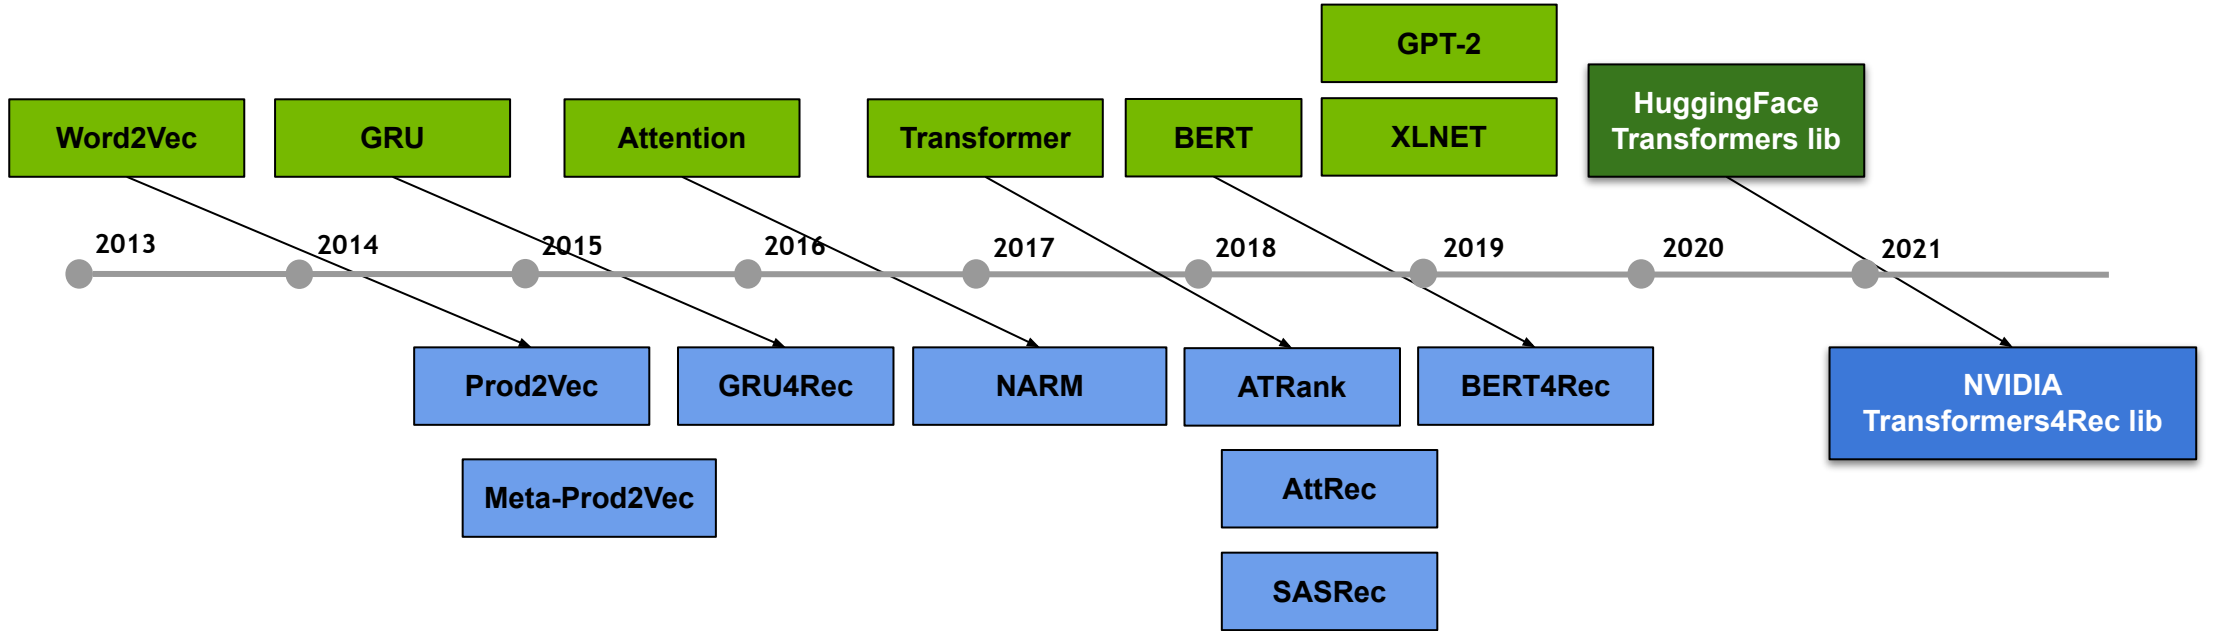 GPT-2
Word2Vec
GRU
Attention
Transformer
BERT
XLNET
HuggingFace
Transformers lib
2013
2014
2015
2016
2017
2018
2019
2020
2021
Prod2Vec
GRU4Rec
NARM
ATRank
BERT4Rec
NVIDIA
Transformers4Rec lib
Meta-Prod2Vec
AttRec
SASRec